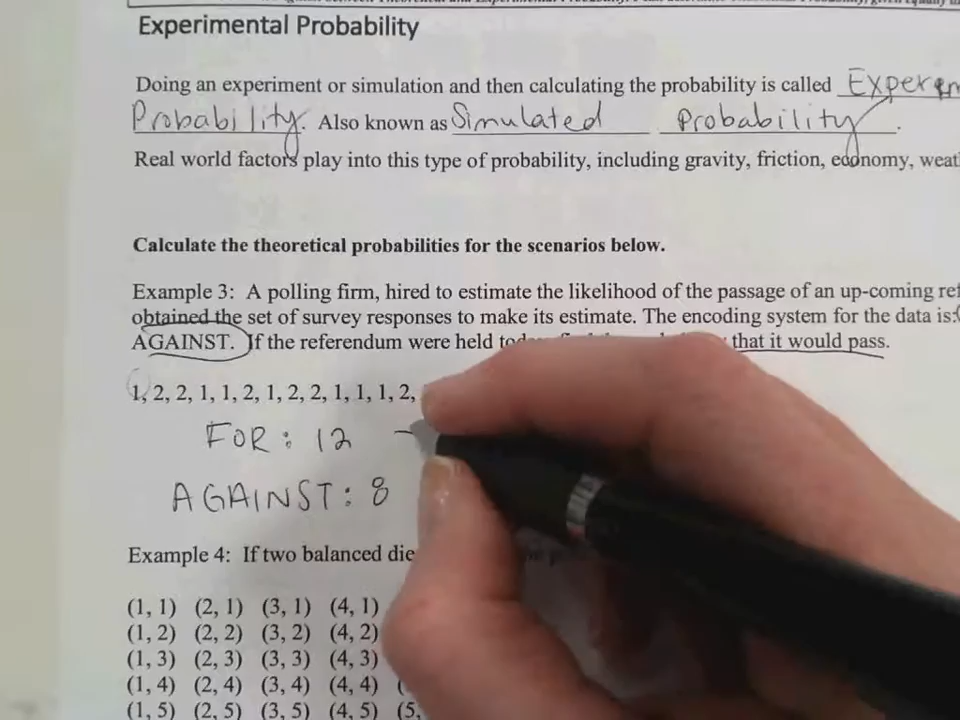 Experimental Probability
Doing an experiment or simulation and then calculating the probability is called
Probability. Also known as Simulated Probability.
Real world factors play into this type of probability, including gravity, friction, economy,
Calculate the theoretical probabilities for the scenarios below.
Example 3: A polling firm, hired to estimate the likelihood of the passage of an up-coming
obtained the set of survey responses to make its estimate. The encoding system for the data is:
AGAINST. If the referendum were held that it would pass.
1, 2, 2, 1, 1, 2, 1, 2, 2, 1, 1, 1, 2,
FOR: 12
AGAINST: 8
Example 4: If two balanced die
(1, 1) (2, 1) (3, 1) (4, 1)
(1, 2) (2, 2) (3, 2) (4, 2)
(1, 3) (2, 3) (3, 3) (4, 3)
(1, 4) (2, 4) (3, 4) (4, 4) (
(1, 5) (2, 5) (3, 5) (4, 5) (5,